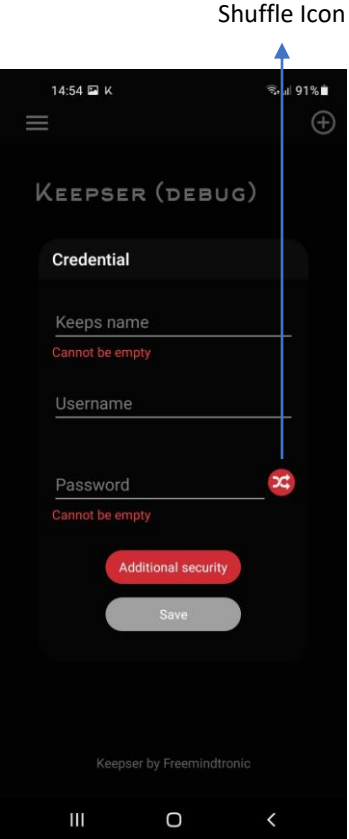 Shuffle Icon
14:54 K 91%
KEEPSER (DEBUG)
Credential
Keeps name
Cannot be empty
Username
Password
Cannot be empty
Additional security
Save
Keepser by Freemindtronic